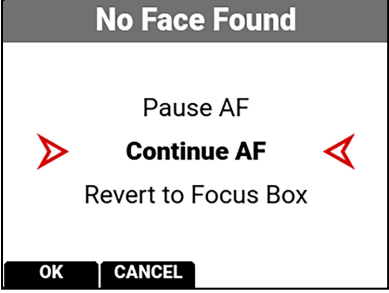 No Face Found
Pause AF
Continue AF
Revert to Focus Box
OK CANCEL